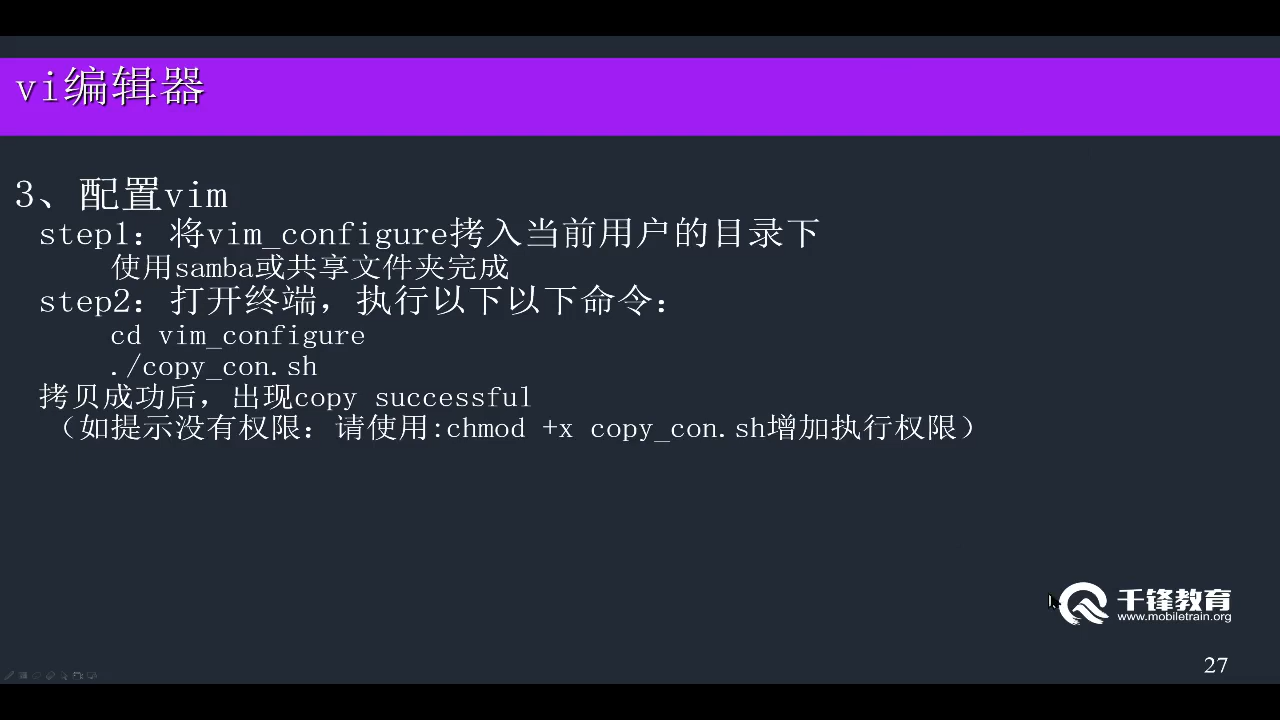 vi编辑器
3、配置vim
step1：将vim_configure拷入当前用户的目录下
使用samba或共享文件夹完成
step2：打开终端，执行以下以下命令：
cd vim_configure
./copy_con.sh
拷贝成功后，出现copy successful
（如提示没有权限：请使用:chmod +x copy_con.sh增加执行权限）
千锋教育
www.mobiletrain.org
27